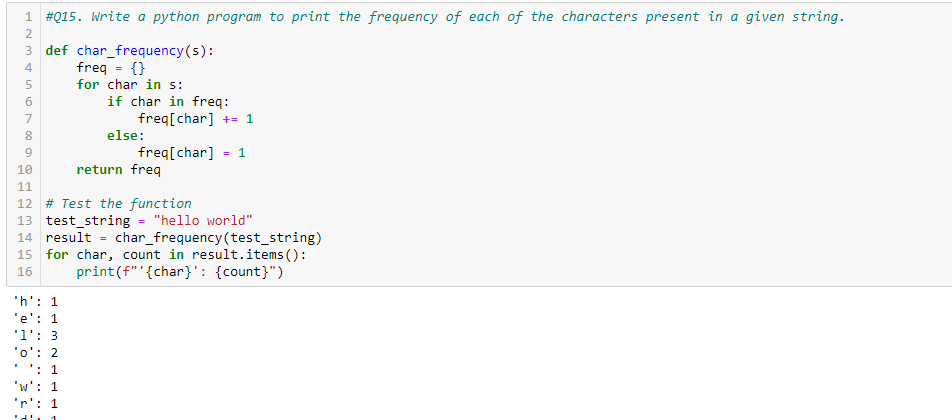 1 #Q15. Write a python program to print the frequency of each of the characters present in a given string.
2
3 def char_frequency(s):
4     freq = {}
5     for char in s:
6         if char in freq:
7             freq[char] += 1
8         else:
9             freq[char] = 1
10     return freq
11
12 # Test the function
13 test_string = "hello world"
14 result = char_frequency(test_string)
15 for char, count in result.items():
16     print(f"'{char}': {count}")
'h': 1
'e': 1
'l': 3
'o': 2
' ': 1
'w': 1
'r': 1
'd': 1